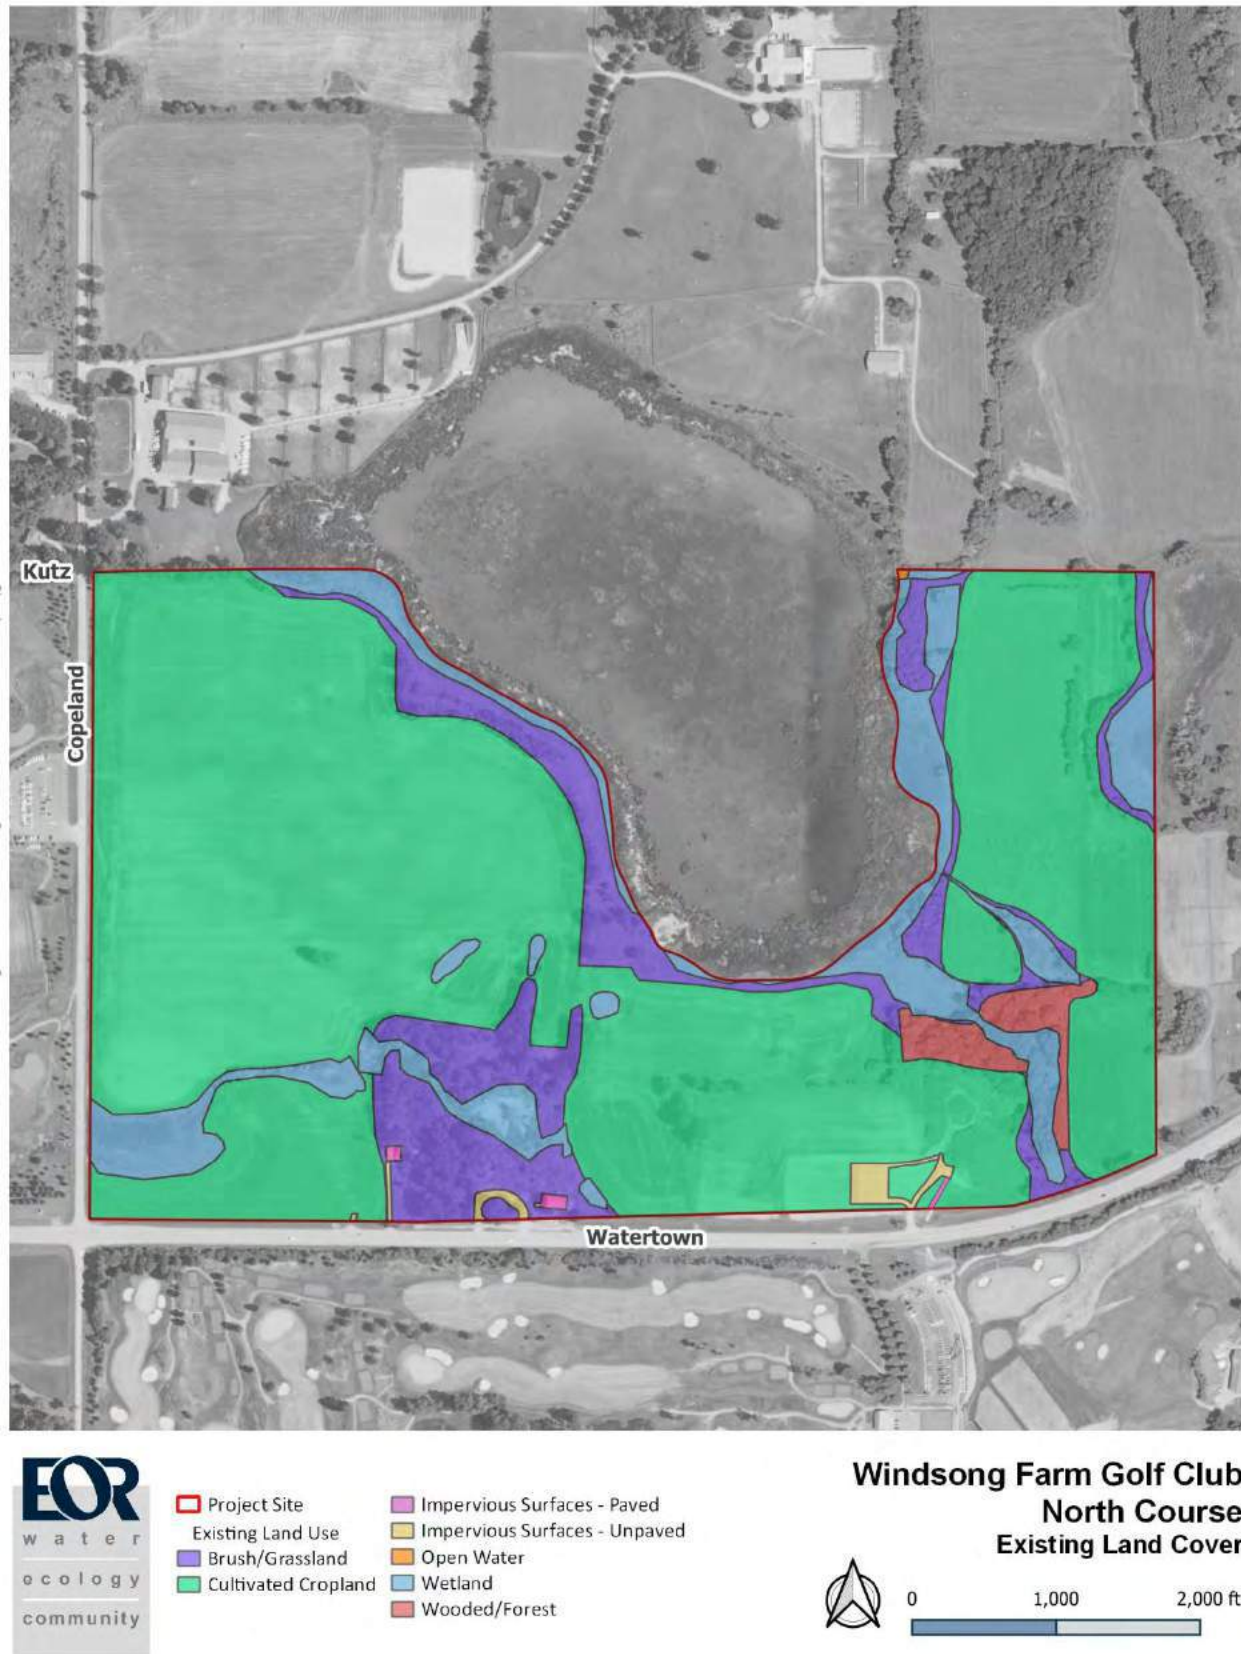 Kutz
Copeland
Watertown
EOR
water
ecology
community
Project Site
Existing Land Use
Brush/Grassland
Cultivated Cropland
Impervious Surfaces - Paved
Impervious Surfaces - Unpaved
Open Water
Wetland
Wooded/Forest
Windsong Farm Golf Club
North Course
Existing Land Cover
0 1,000 2,000 ft